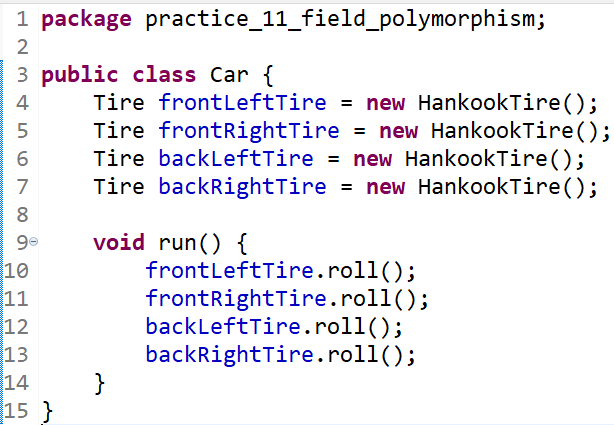 1 package practice_11_field_polymorphism;
2
3 public class Car {
4     Tire frontLeftTire = new HankookTire();
5     Tire frontRightTire = new HankookTire();
6     Tire backLeftTire = new HankookTire();
7     Tire backRightTire = new HankookTire();
8
9     void run() {
10         frontLeftTire.roll();
11         frontRightTire.roll();
12         backLeftTire.roll();
13         backRightTire.roll();
14     }
15 }